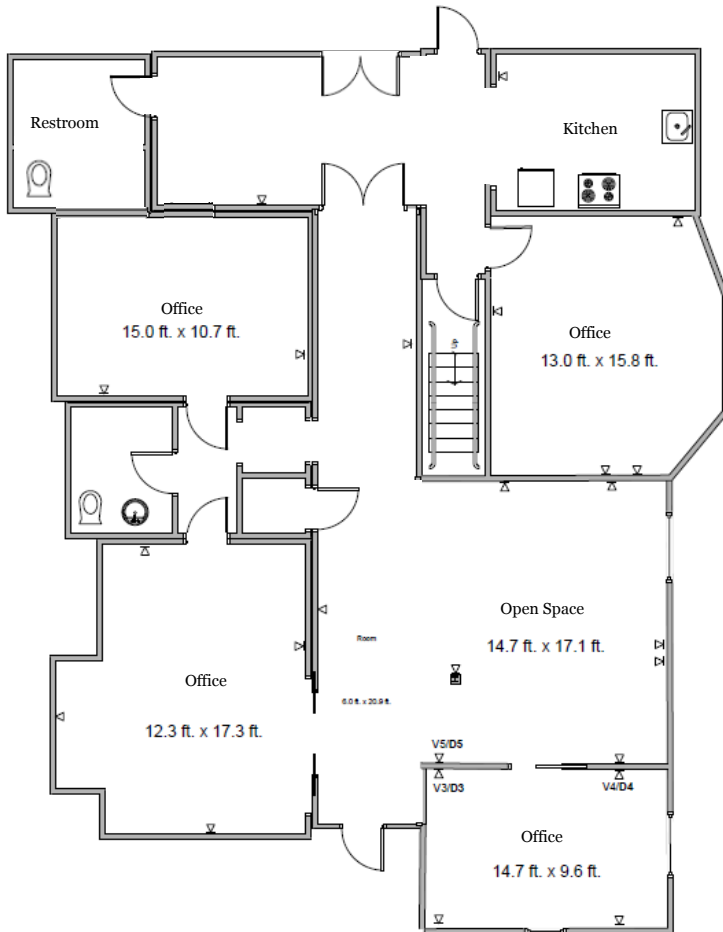 Restroom
Kitchen
Office
15.0 ft. x 10.7 ft.
Office
13.0 ft. x 15.8 ft.
Open Space
14.7 ft. x 17.1 ft.
Room
6.0 ft. x 20.9 ft.
Office
12.3 ft. x 17.3 ft.
V5/D5
V3/D3
V4/D4
Office
14.7 ft. x 9.6 ft.